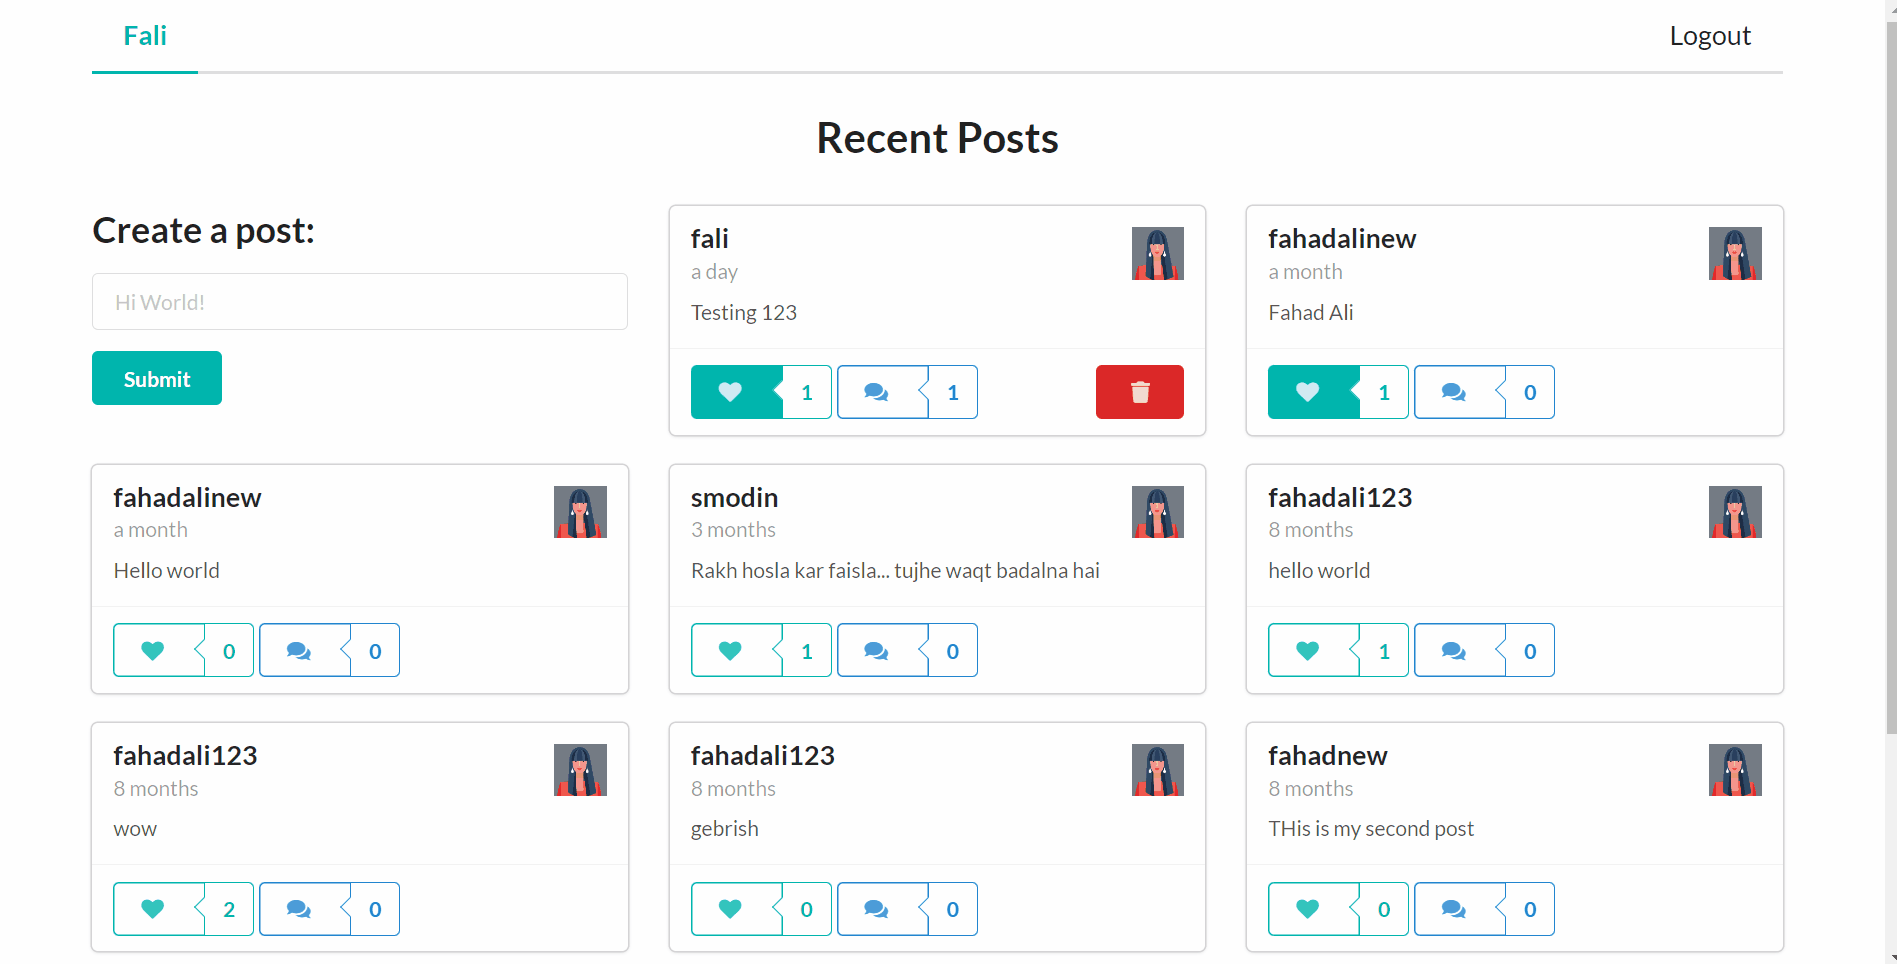 Fali
Logout
Recent Posts
Create a post:
Hi World!
Submit
fali
a day
Testing 123
1
1
fahadalinew
a month
Fahad Ali
1
0
fahadalinew
a month
Hello world
0
0
smodin
3 months
Rakh hosla kar faisla... tujhe waqt badalna hai
1
0
fahadali123
8 months
hello world
1
0
fahadali123
8 months
wow
2
0
fahadali123
8 months
gebrish
0
0
fahadnew
8 months
THis is my second post
0
0